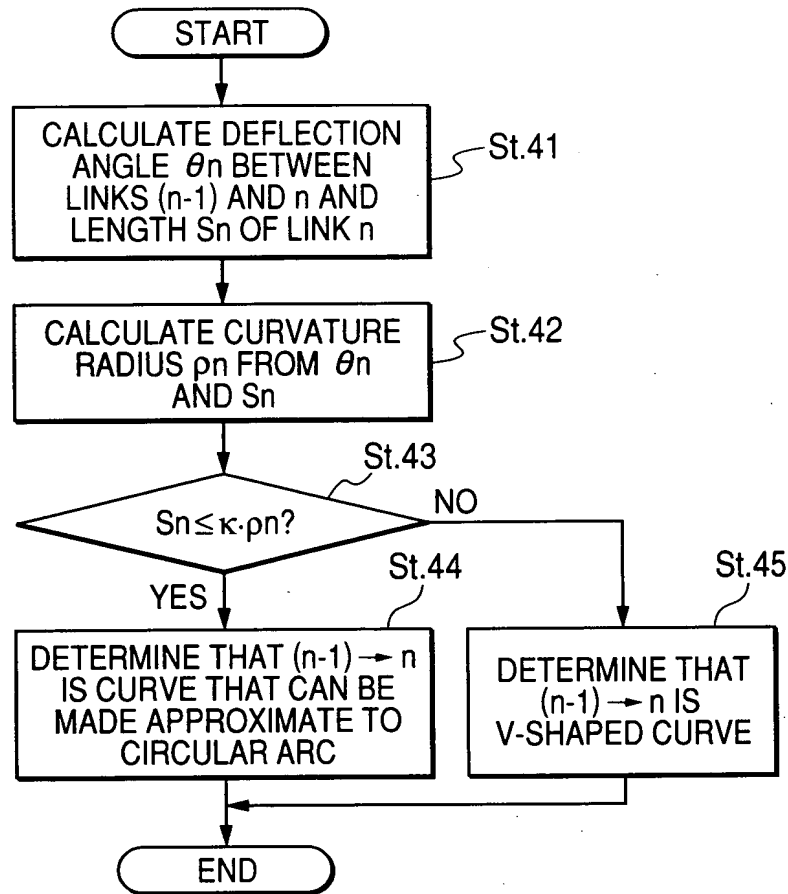 START
CALCULATE DEFLECTION
ANGLE θn BETWEEN
LINKS (n-1) AND n AND
LENGTH Sn OF LINK n
St.41
CALCULATE CURVATURE
RADIUS ρn FROM θn
AND Sn
St.42
St.43
Sn≤κ·ρn?
NO
YES
St.44
DETERMINE THAT (n-1)→n
IS CURVE THAT CAN BE
MADE APPROXIMATE TO
CIRCULAR ARC
St.45
DETERMINE THAT
(n-1)→n IS
V-SHAPED CURVE
END